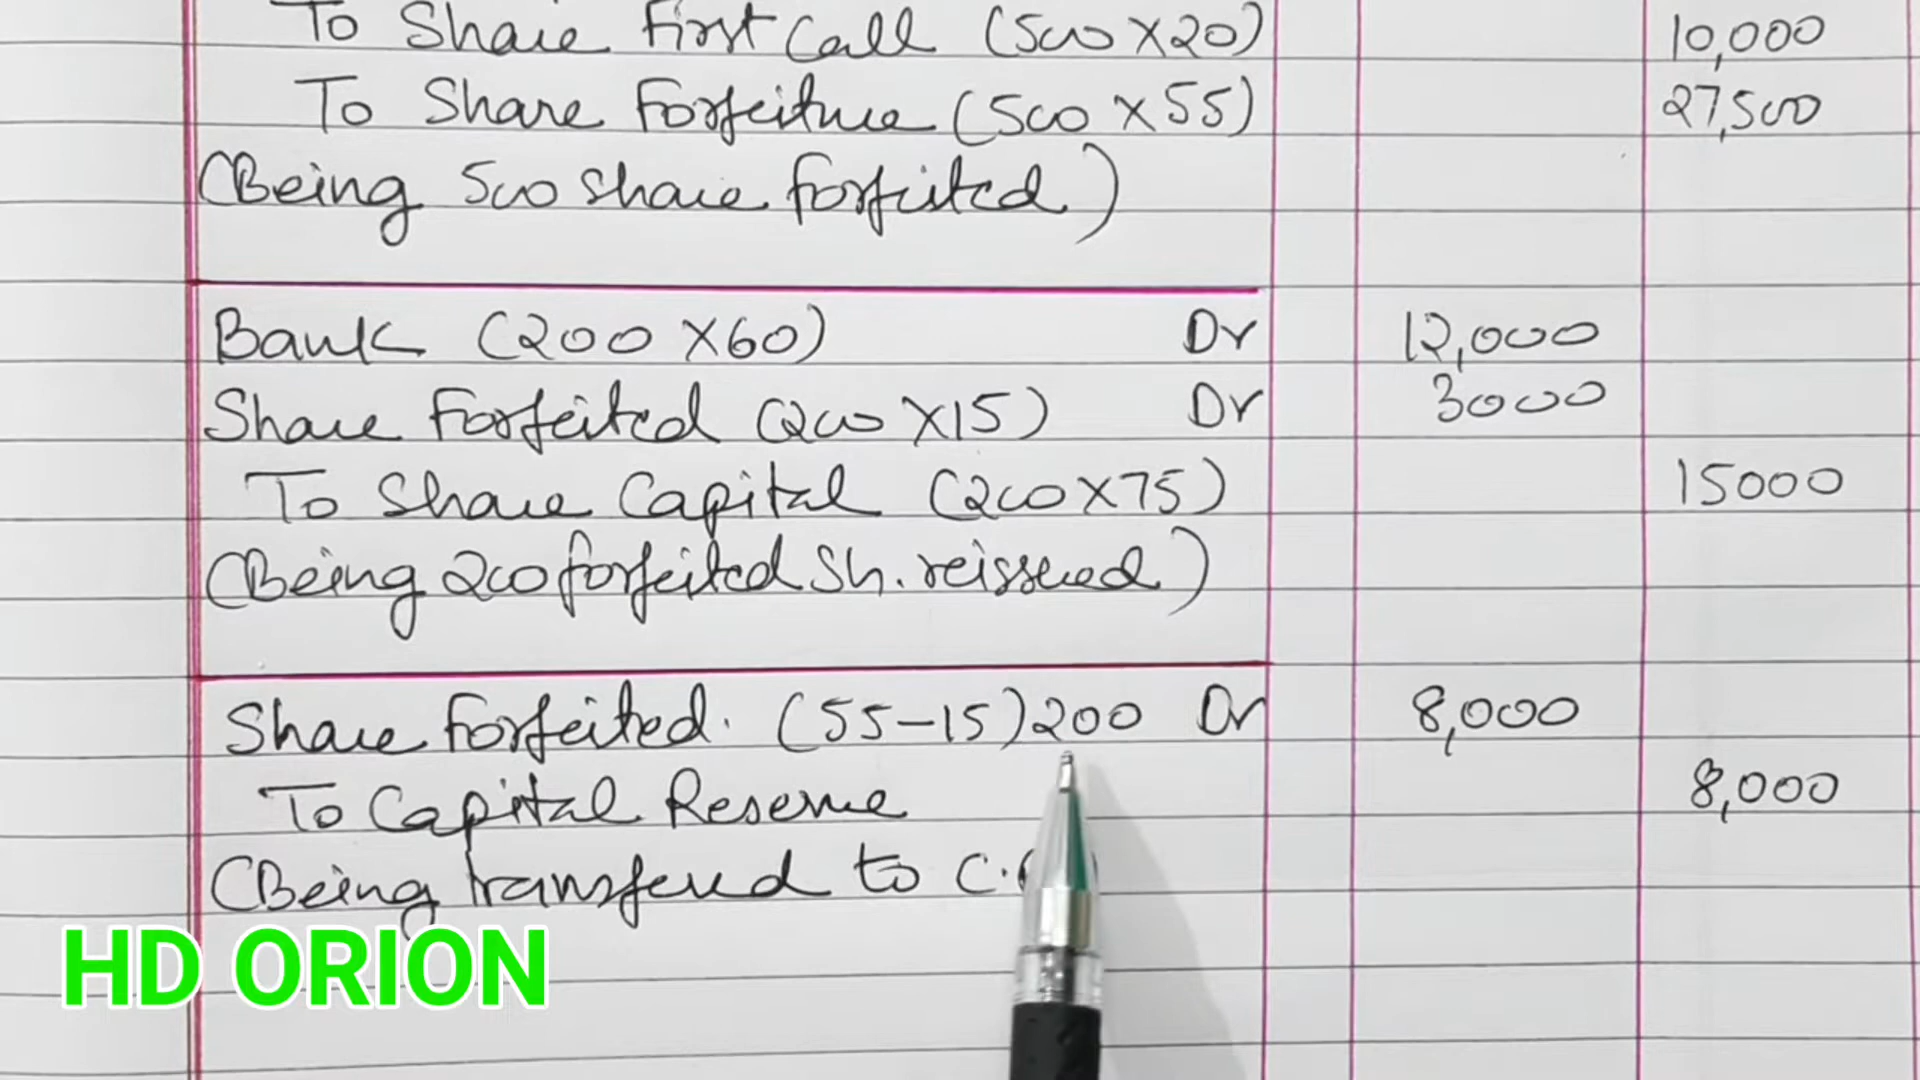 To Share First Call (500 X 20) 10,000
To Share Forfeiture (500 X 55) 27,500
(Being 500 share forfeited)
Bank (200 X 60) Dr 12,000
Share Forfeited (200 X 15) Dr 3000
To Share Capital (200 X 75) 15000
(Being 200 forfeited Sh. reissued)
Share Forfeited. (55-15) 200 Dr 8,000
To Capital Reserve 8,000
(Being transferd to C.
HD ORION